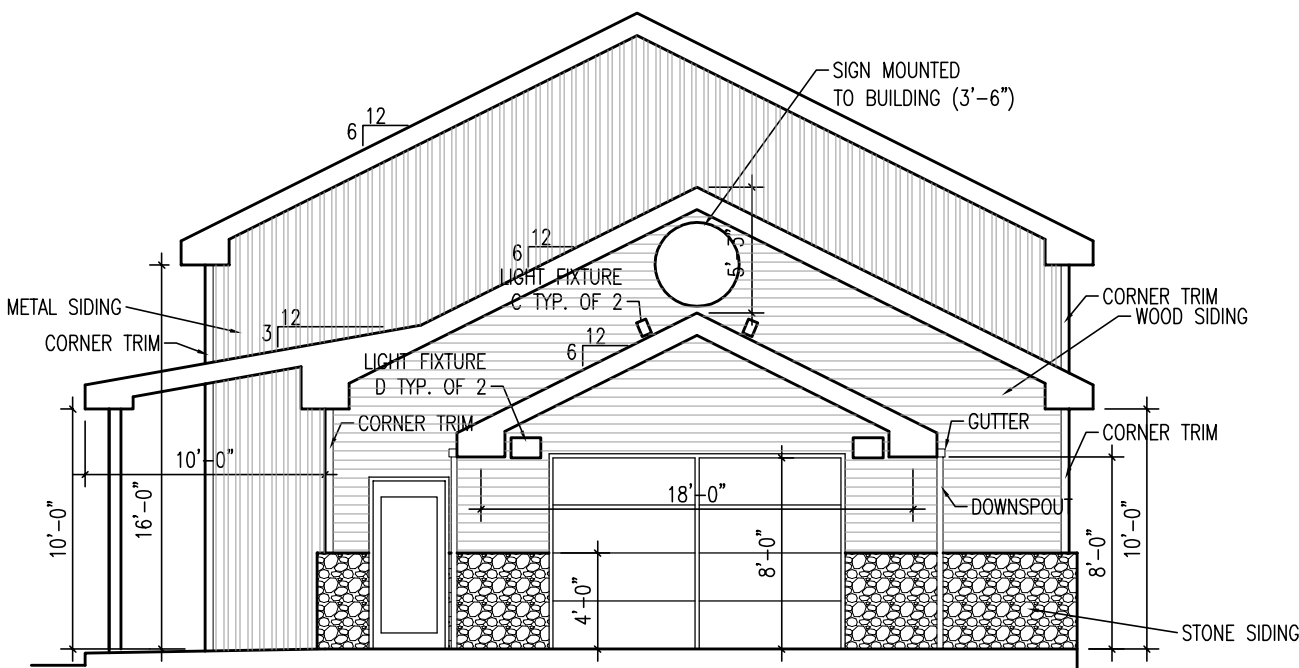 SIGN MOUNTED
TO BUILDING (3'-6")
12
6
12
6
5'-3"
LIGHT FIXTURE
C TYP. OF 2
METAL SIDING
CORNER TRIM
12
3
12
6
CORNER TRIM
WOOD SIDING
LIGHT FIXTURE
D TYP. OF 2
CORNER TRIM
GUTTER
CORNER TRIM
10'-0"
18'-0"
DOWNSPOUT
10'-0"
16'-0"
4'-0"
8'-0"
8'-0"
10'-0"
STONE SIDING